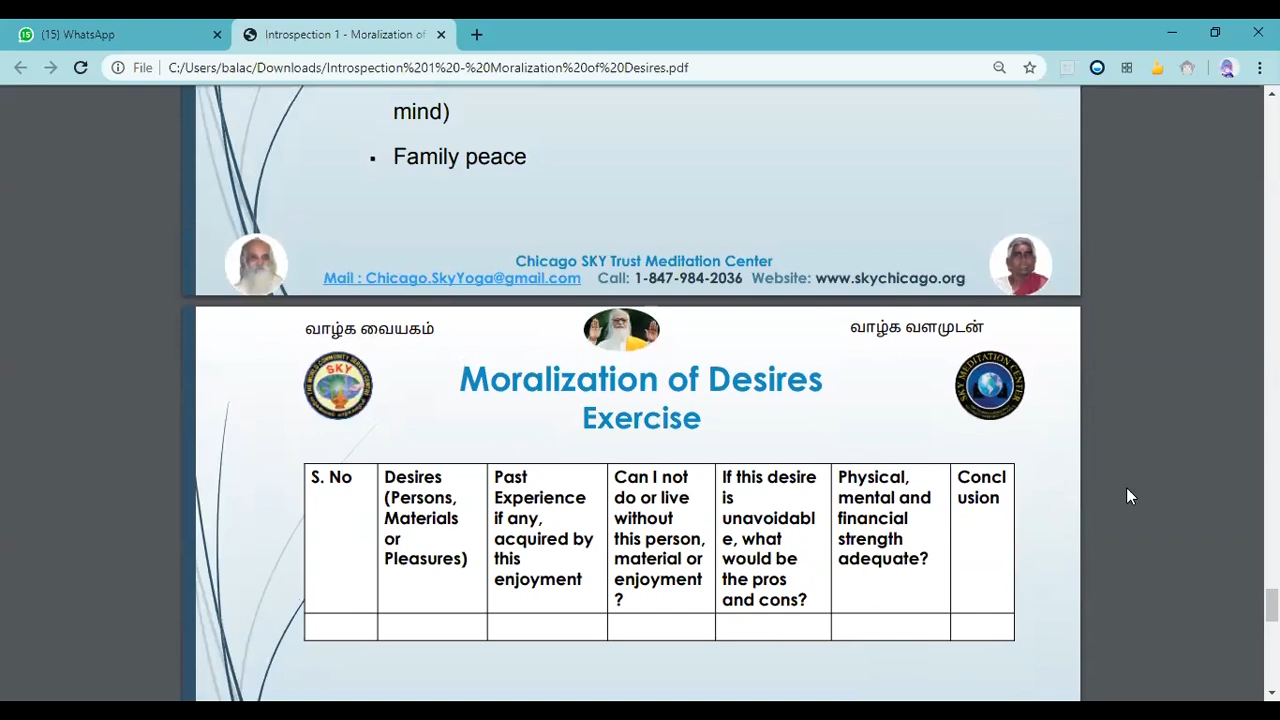 (15) WhatsApp
Introspection 1 - Moralization of
File C:/Users/balac/Downloads/Introspection%201%20-%20Moralization%20of%20Desires.pdf
mind)
▪ Family peace
Chicago SKY Trust Meditation Center
Mail : Chicago.SkyYoga@gmail.com Call: 1-847-984-2036 Website: www.skychicago.org
வாழ்க வையகம்
வாழ்க வளமுடன்
SKY
Moralization of Desires
Exercise
S. No
Desires
(Persons,
Materials
or
Pleasures)
Past
Experience
if any,
acquired by
this
enjoyment
Can I not
do or live
without
this person,
material or
enjoyment
?
If this desire
is
unavoidabl
e, what
would be
the pros
and cons?
Physical,
mental and
financial
strength
adequate?
Concl
usion